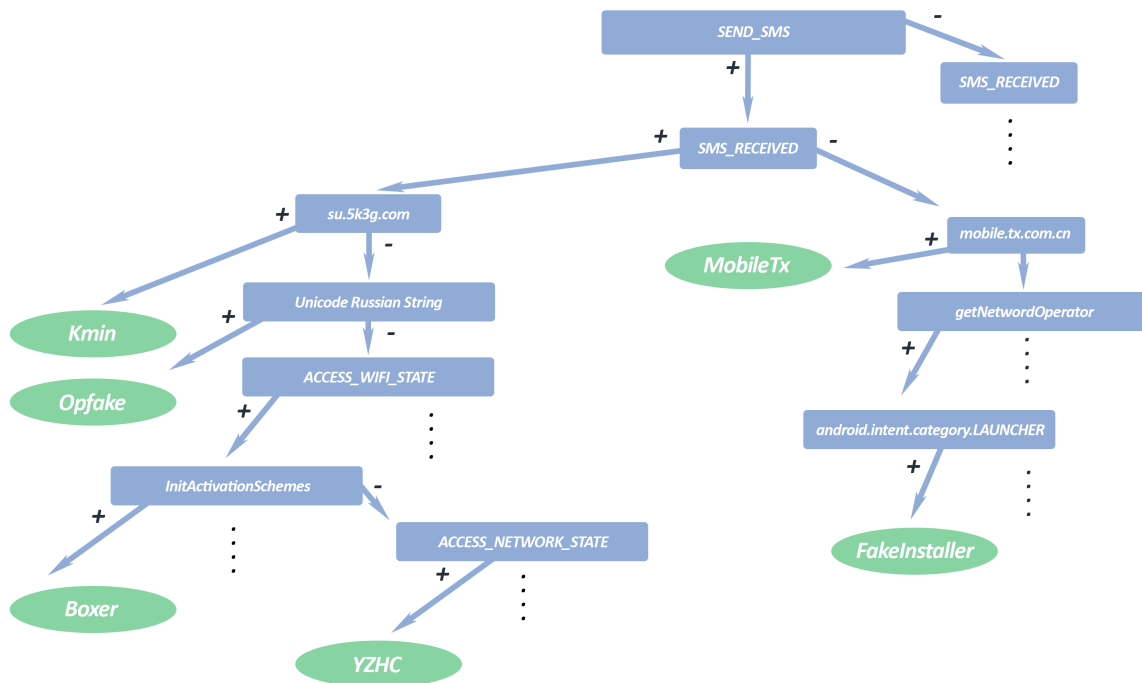 SEND_SMS
-
+
SMS_RECEIVED
+
SMS_RECEIVED
-
+
su.5k3g.com
-
+
mobile.tx.com.cn
MobileTx
Unicode Russian String
+
-
getNetwordOperator
Kmin
+
ACCESS_WIFI_STATE
Opfake
+
android.intent.category.LAUNCHER
+
InitActivationSchemes
-
+
ACCESS_NETWORK_STATE
FakeInstaller
+
Boxer
YZHC